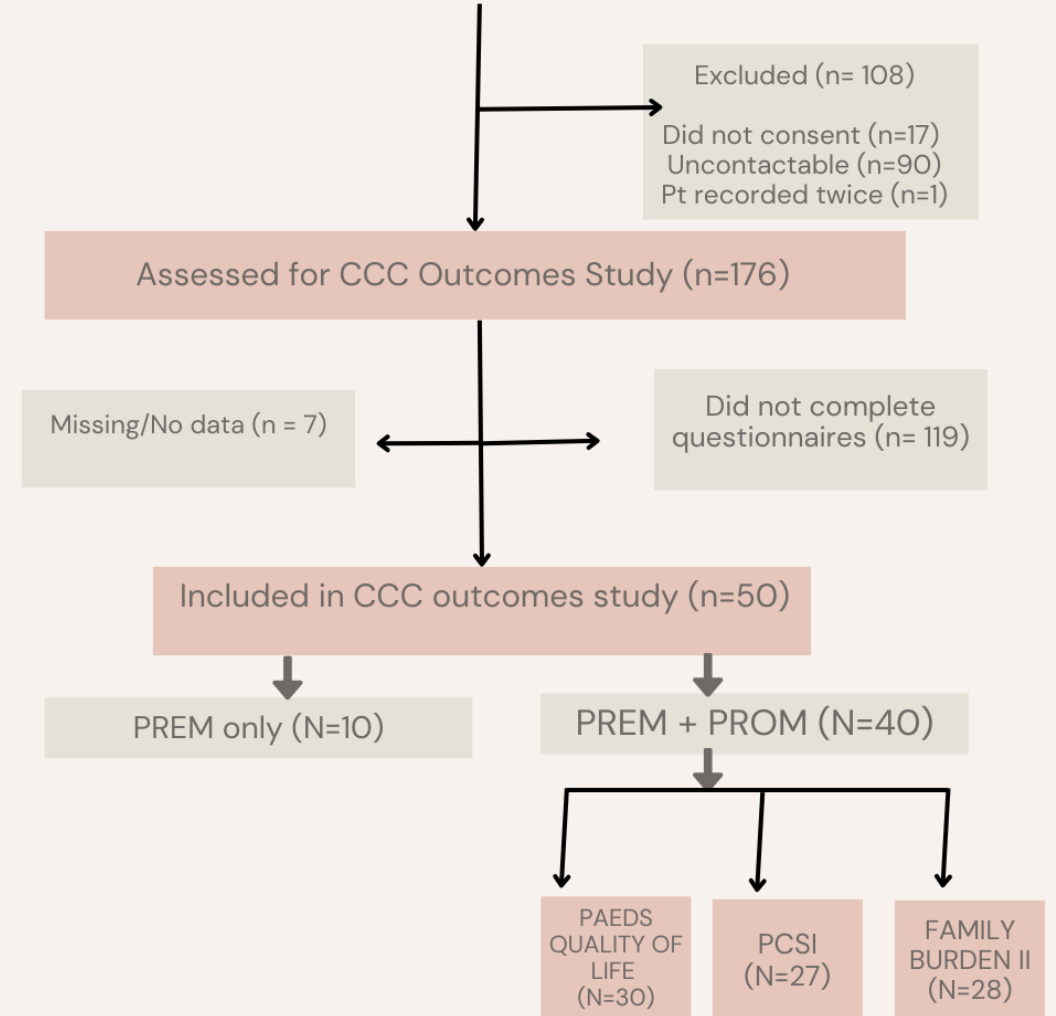 Excluded (n= 108)
Did not consent (n=17)
Uncontactable (n=90)
Pt recorded twice (n=1)
Assessed for CCC Outcomes Study (n=176)
Missing/No data (n = 7)
Did not complete
questionnaires (n= 119)
Included in CCC outcomes study (n=50)
PREM only (N=10)
PREM + PROM (N=40)
PAEDS
QUALITY OF
LIFE
(N=30)
PCSI
(N=27)
FAMILY
BURDEN II
(N=28)